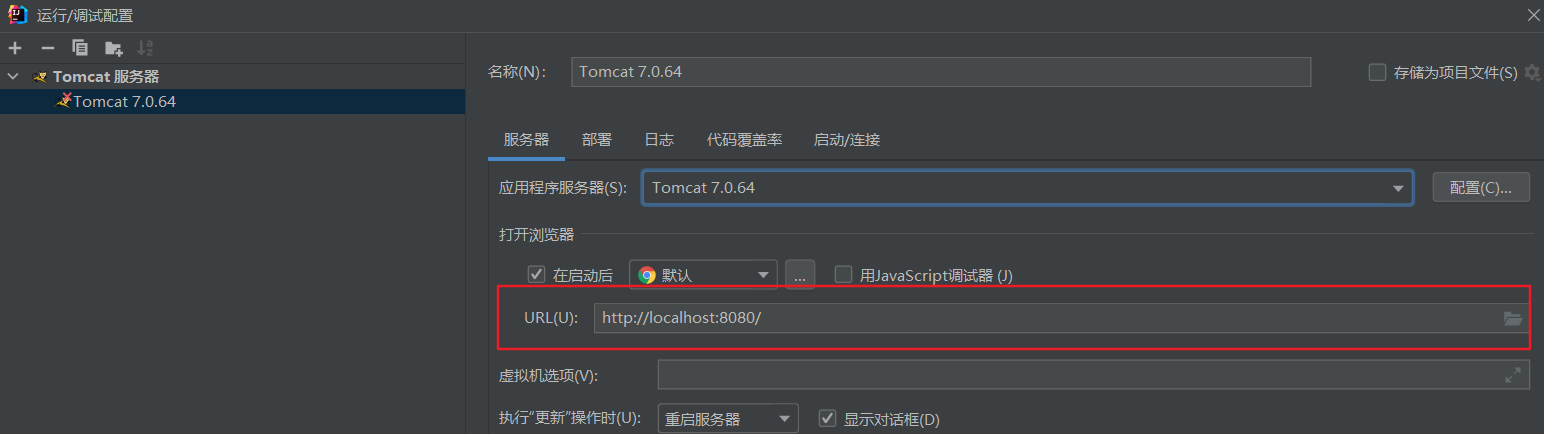 运行/调试配置
Tomcat 服务器
Tomcat 7.0.64
名称(N): Tomcat 7.0.64 存储为项目文件(S)
服务器 部署 日志 代码覆盖率 启动/连接
应用程序服务器(S): Tomcat 7.0.64 配置(C)...
打开浏览器
在启动后 默认 ... 用JavaScript调试器 (J)
URL(U): http://localhost:8080/
虚拟机选项(V):
执行“更新”操作时(U): 重启服务器 显示对话框(D)